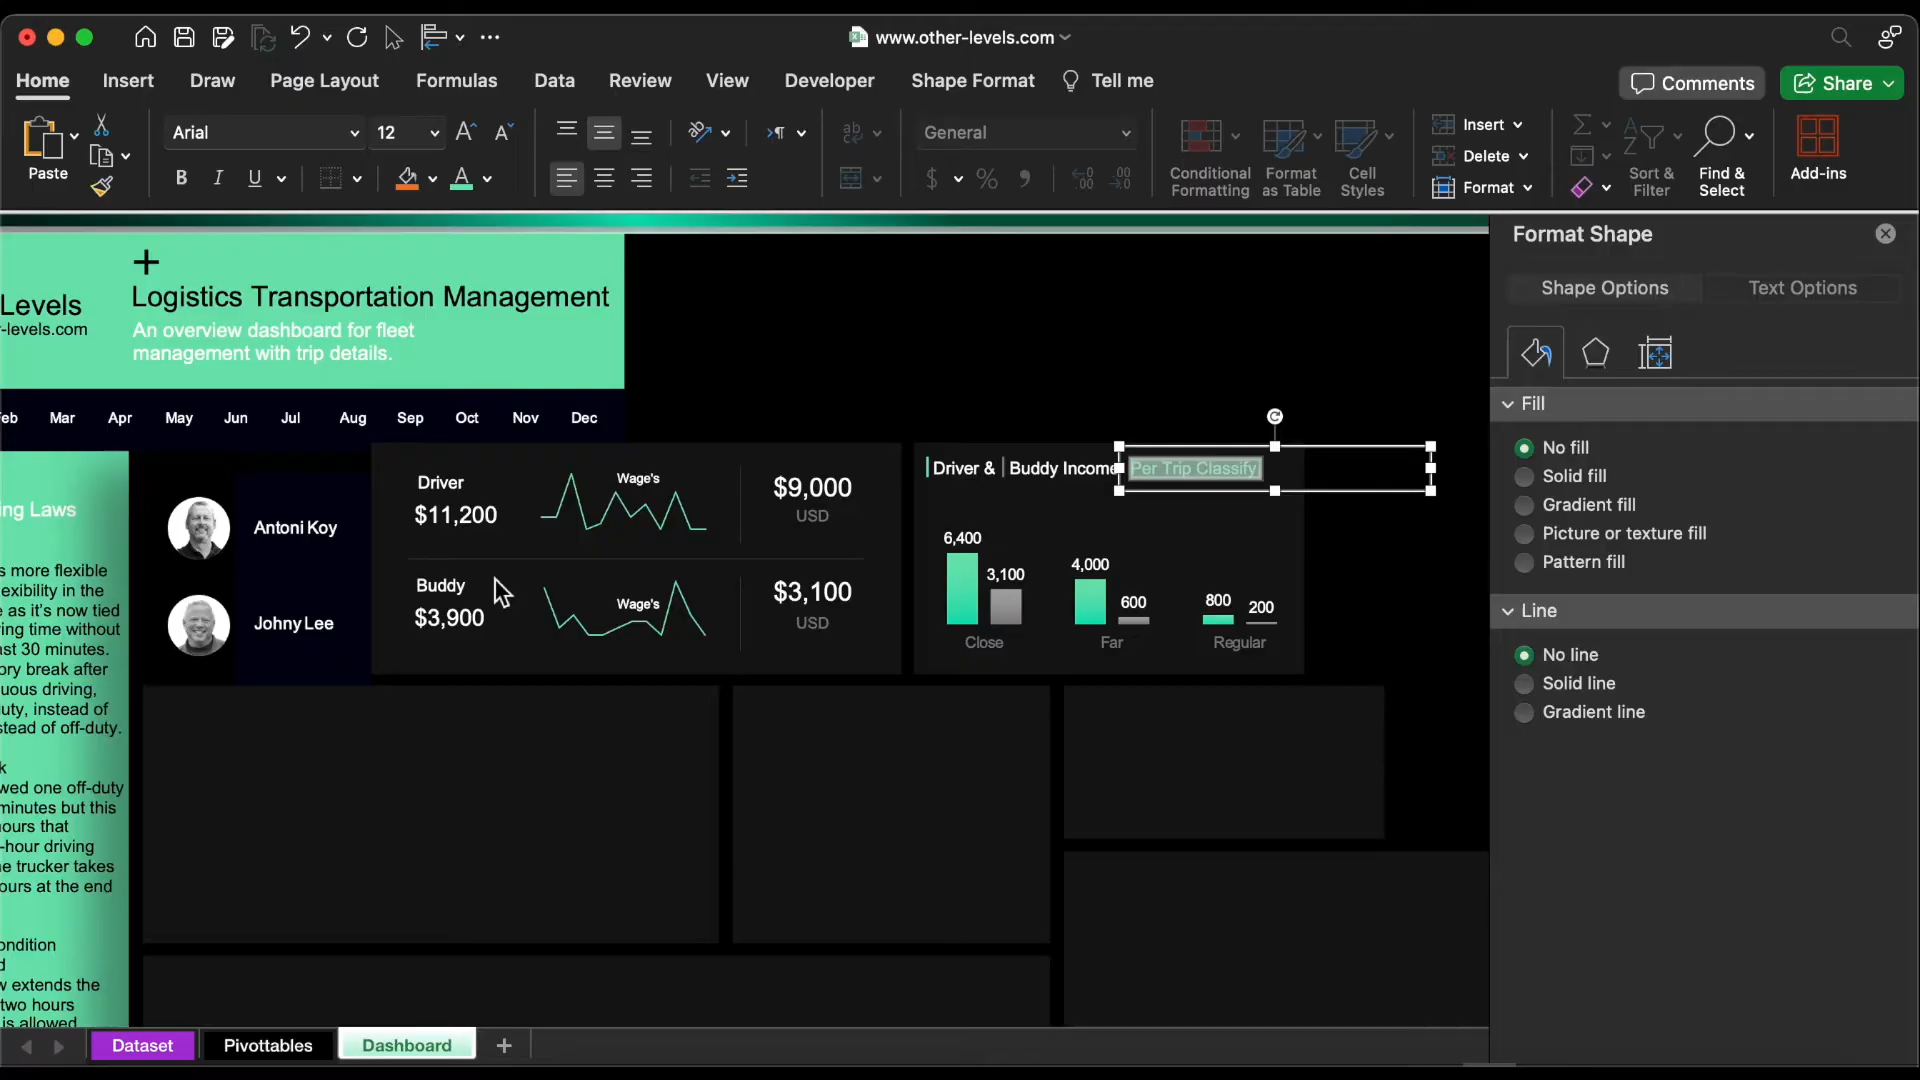 www.other-levels.com
Home
Insert
Draw
Page Layout
Formulas
Data
Review
View
Developer
Shape Format
Tell me
Comments
Share
Paste
Arial
12
General
Conditional
Formatting
Format
as Table
Cell
Styles
Insert
Delete
Format
Sort &
Filter
Find &
Select
Add-ins
Levels
-levels.com
+
Logistics Transportation Management
An overview dashboard for fleet
management with trip details.
eb Mar Apr May Jun Jul Aug Sep Oct Nov Dec
ing Laws
s more flexible
exibility in the
e as it's now tied
ring time without
ast 30 minutes.
ory break after
uous driving,
uty, instead of
stead of off-duty.
k
wed one off-duty
minutes but this
ours that
-hour driving
e trucker takes
ours at the end
ondition
d
w extends the
two hours
is allowed
Antoni Koy
Johny Lee
Driver
$11,200
Wage's
$9,000
USD
Buddy
$3,900
Wage's
$3,100
USD
Driver & Buddy Income Per Trip Classify
6,400
3,100
4,000
600
800
200
Close
Far
Regular
Format Shape
Shape Options
Text Options
Fill
No fill
Solid fill
Gradient fill
Picture or texture fill
Pattern fill
Line
No line
Solid line
Gradient line
Dataset
Pivottables
Dashboard